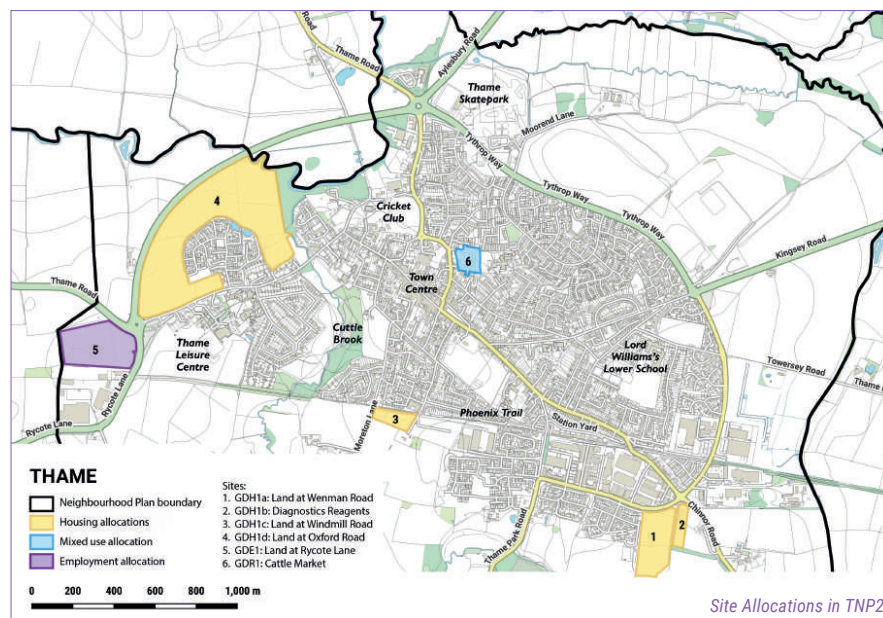 Thame Road
Aylesbury Road
Thame
Skatepark
Moorend Lane
Tythrop Way
Tythrop Way
Tythrop Way
Kingsey Road
4
Cricket
Club
6
Town
Centre
Thame Road
5
Thame
Leisure
Centre
Cuttle
Brook
Lord
Williams's
Lower School
Towersey Road
Rycote Lane
Rycote Lane
Moreton Lane
3
Phoenix Trail
Station Yard
Thame Park Road
Chinnor Road
1
2
THAME
Neighbourhood Plan boundary
Housing allocations
Mixed use allocation
Employment allocation
Sites:
1. GDH1a: Land at Wenman Road
2. GDH1b: Diagnostics Reagents
3. GDH1c: Land at Windmill Road
4. GDH1d: Land at Oxford Road
5. GDE1: Land at Rycote Lane
6. GDR1: Cattle Market
0 200 400 600 800 1,000 m
Site Allocations in TNP2